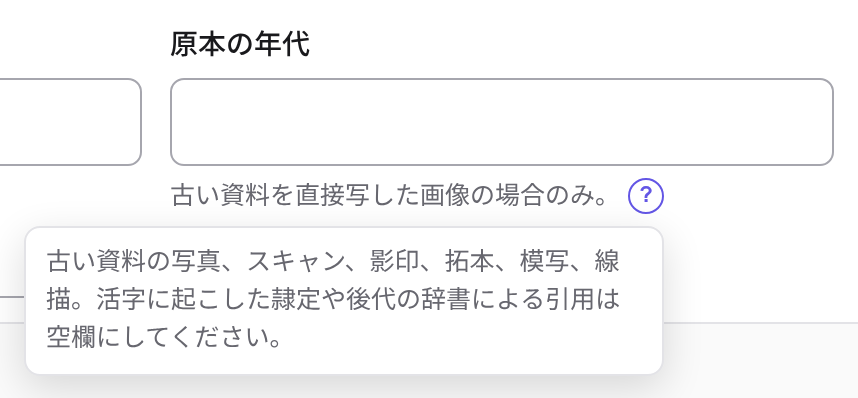 原本の年代
古い資料を直接写した画像の場合のみ。 ?
古い資料の写真、スキャン、影印、拓本、模写、線
描。活字に起こした隷定や後代の辞書による引用は
空欄にしてください。